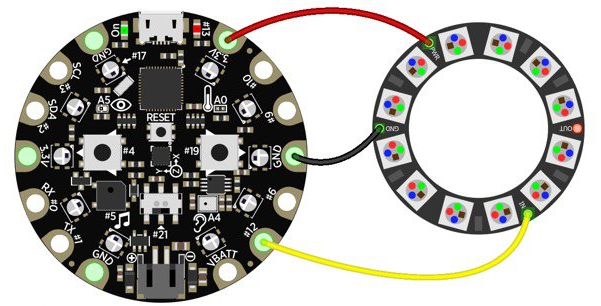 On
#13
GND
3.3V
#17
#3
SCL
#10
A5
A0
#2
SDA
#9
RESET
#4
#19
3.3V
GND
X
Y
Z
RX
#0
#5
A4
#6
TX
#1
#21
#12
GND
VBATT
PWR
GND
OUT
IN